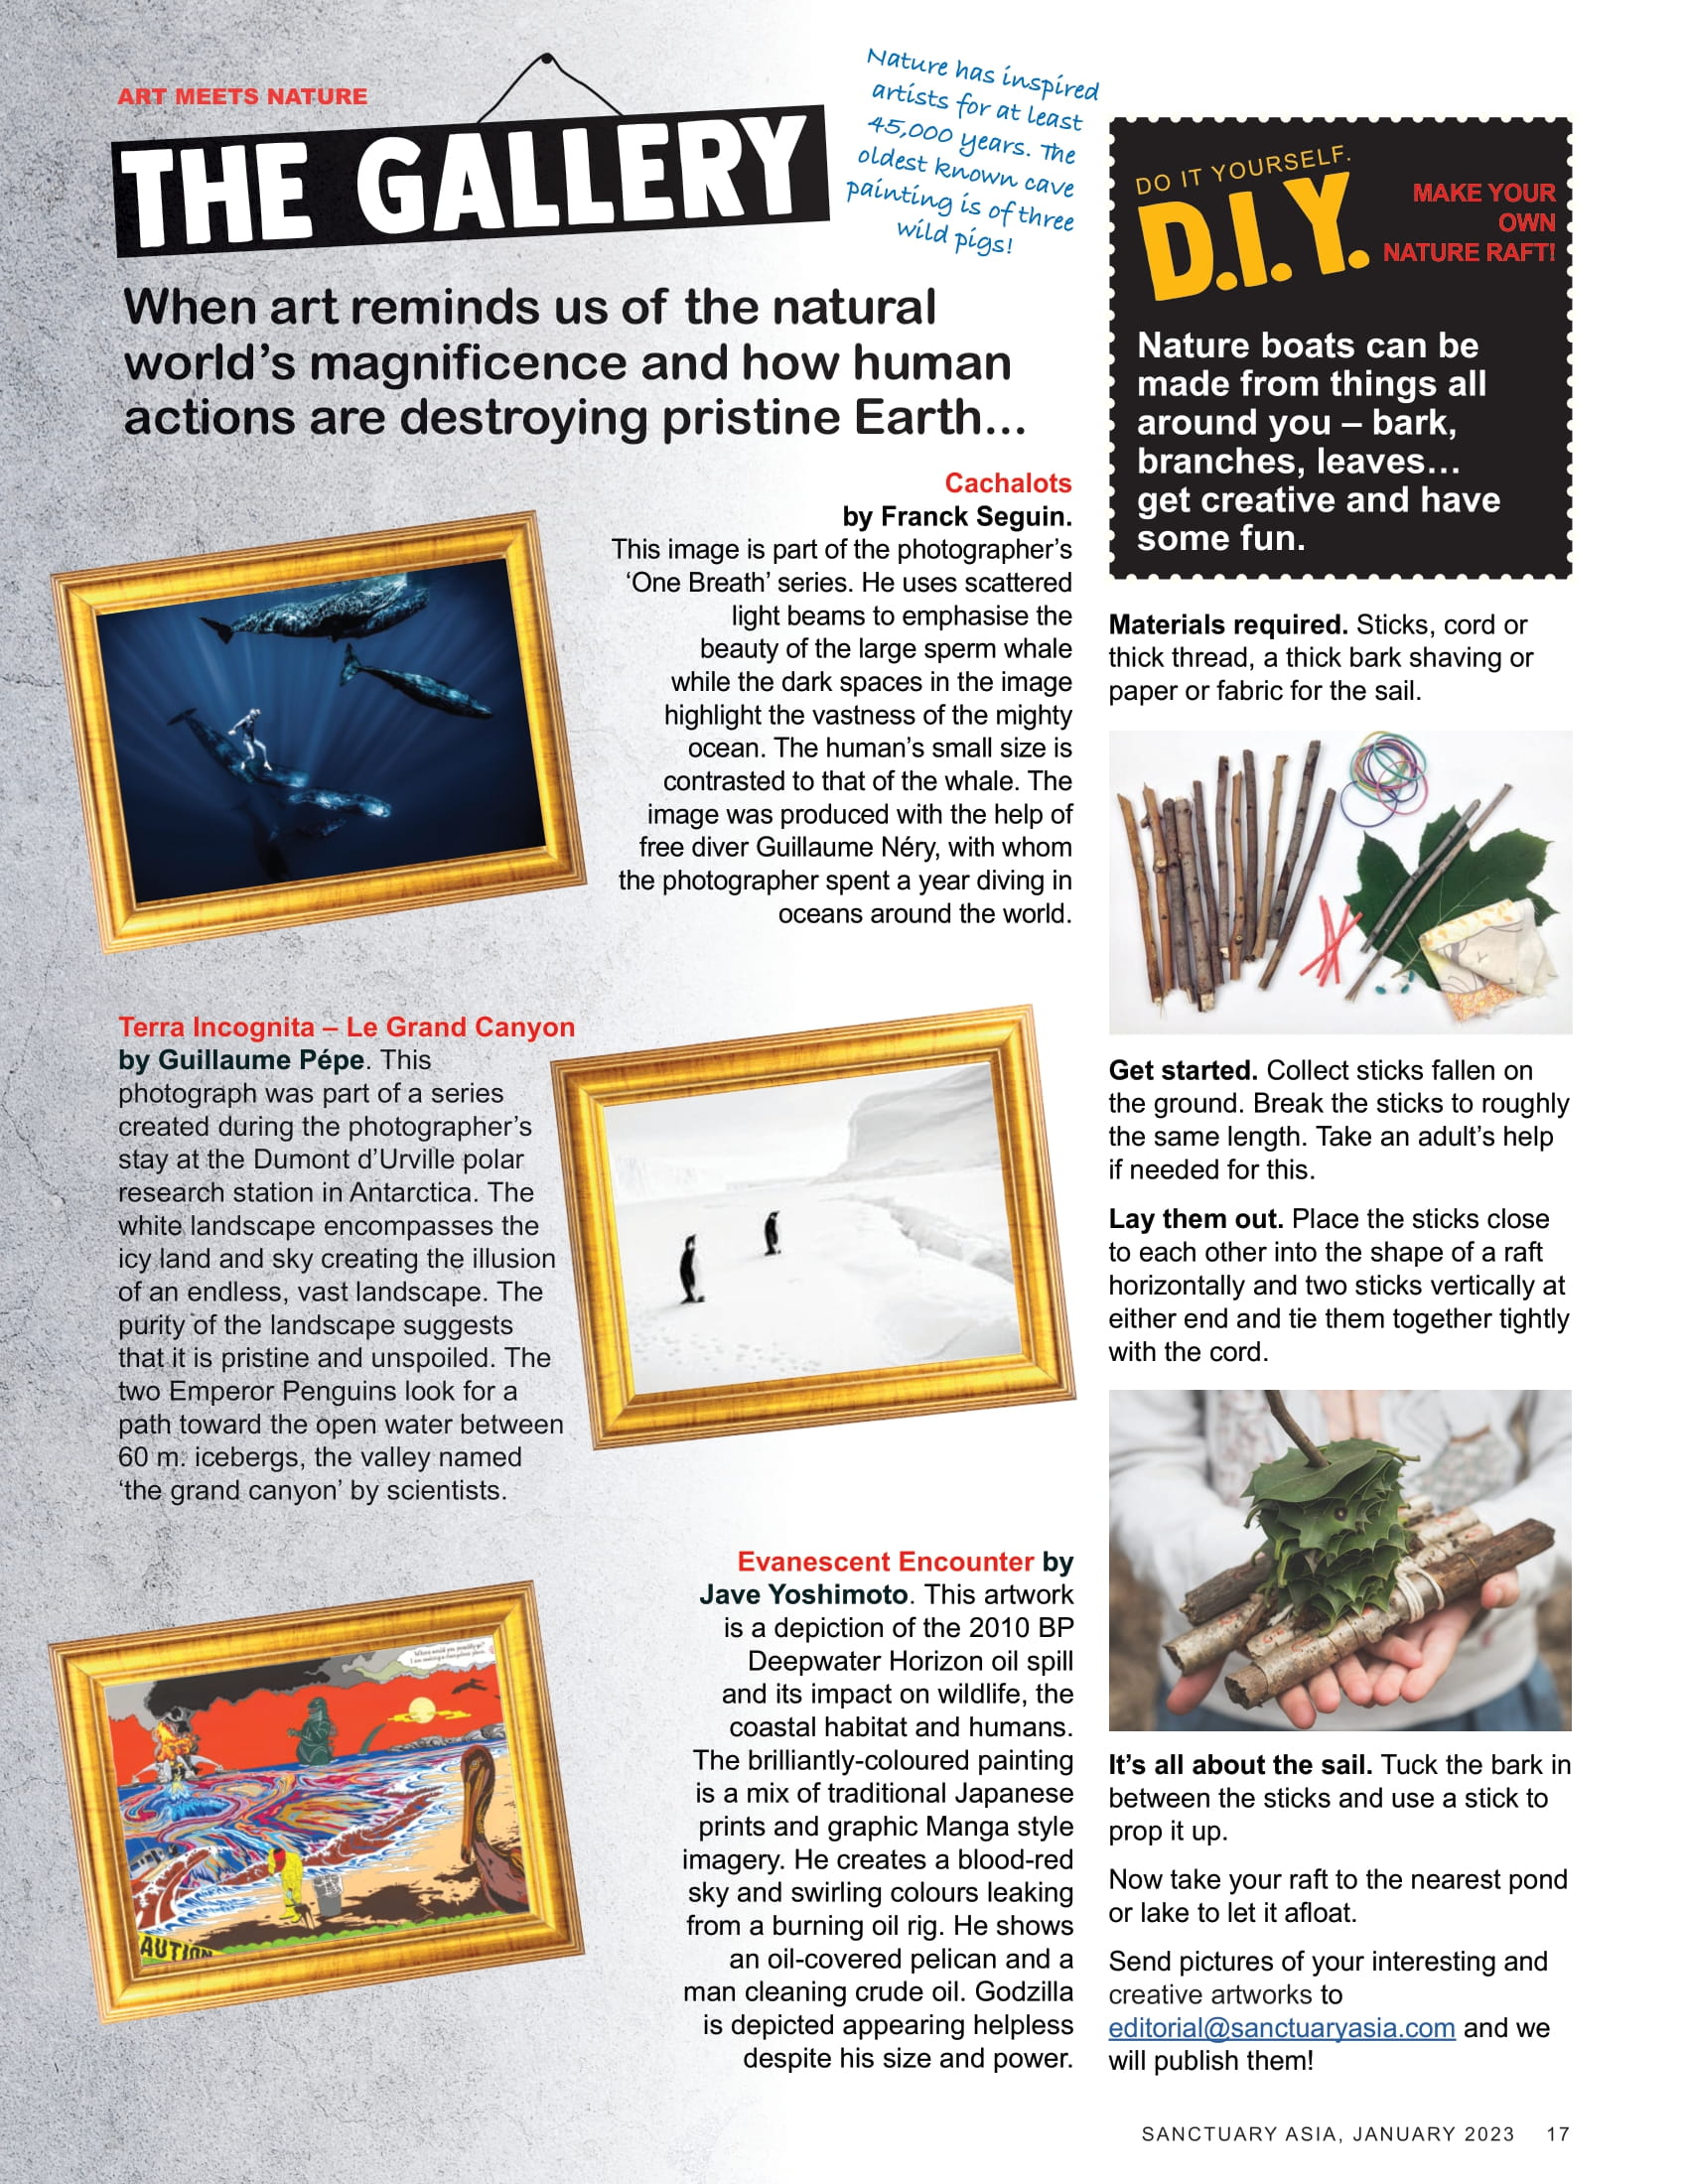 ART MEETS NATURE
THE GALLERY
Nature has inspired
artists for at least
45,000 years. The
oldest known cave
painting is of three
wild pigs!
When art reminds us of the natural
world’s magnificence and how human
actions are destroying pristine Earth...
Cachalots
by Franck Seguin.
This image is part of the photographer’s
‘One Breath’ series. He uses scattered
light beams to emphasise the
beauty of the large sperm whale
while the dark spaces in the image
highlight the vastness of the mighty
ocean. The human’s small size is
contrasted to that of the whale. The
image was produced with the help of
free diver Guillaume Néry, with whom
the photographer spent a year diving in
oceans around the world.
Terra Incognita – Le Grand Canyon
by Guillaume Pépe. This
photograph was part of a series
created during the photographer’s
stay at the Dumont d’Urville polar
research station in Antarctica. The
white landscape encompasses the
icy land and sky creating the illusion
of an endless, vast landscape. The
purity of the landscape suggests
that it is pristine and unspoiled. The
two Emperor Penguins look for a
path toward the open water between
60 m. icebergs, the valley named
‘the grand canyon’ by scientists.
Evanescent Encounter by
Jave Yoshimoto. This artwork
is a depiction of the 2010 BP
Deepwater Horizon oil spill
and its impact on wildlife, the
coastal habitat and humans.
The brilliantly-coloured painting
is a mix of traditional Japanese
prints and graphic Manga style
imagery. He creates a blood-red
sky and swirling colours leaking
from a burning oil rig. He shows
an oil-covered pelican and a
man cleaning crude oil. Godzilla
is depicted appearing helpless
despite his size and power.
AUTION
DO IT YOURSELF.
D.I.Y.
MAKE YOUR
OWN
NATURE RAFT!
Nature boats can be
made from things all
around you – bark,
branches, leaves...
get creative and have
some fun.
Materials required. Sticks, cord or
thick thread, a thick bark shaving or
paper or fabric for the sail.
Get started. Collect sticks fallen on
the ground. Break the sticks to roughly
the same length. Take an adult’s help
if needed for this.
Lay them out. Place the sticks close
to each other into the shape of a raft
horizontally and two sticks vertically at
either end and tie them together tightly
with the cord.
It’s all about the sail. Tuck the bark in
between the sticks and use a stick to
prop it up.
Now take your raft to the nearest pond
or lake to let it afloat.
Send pictures of your interesting and
creative artworks to
editorial@sanctuaryasia.com and we
will publish them!
SANCTUARY ASIA, JANUARY 2023 17